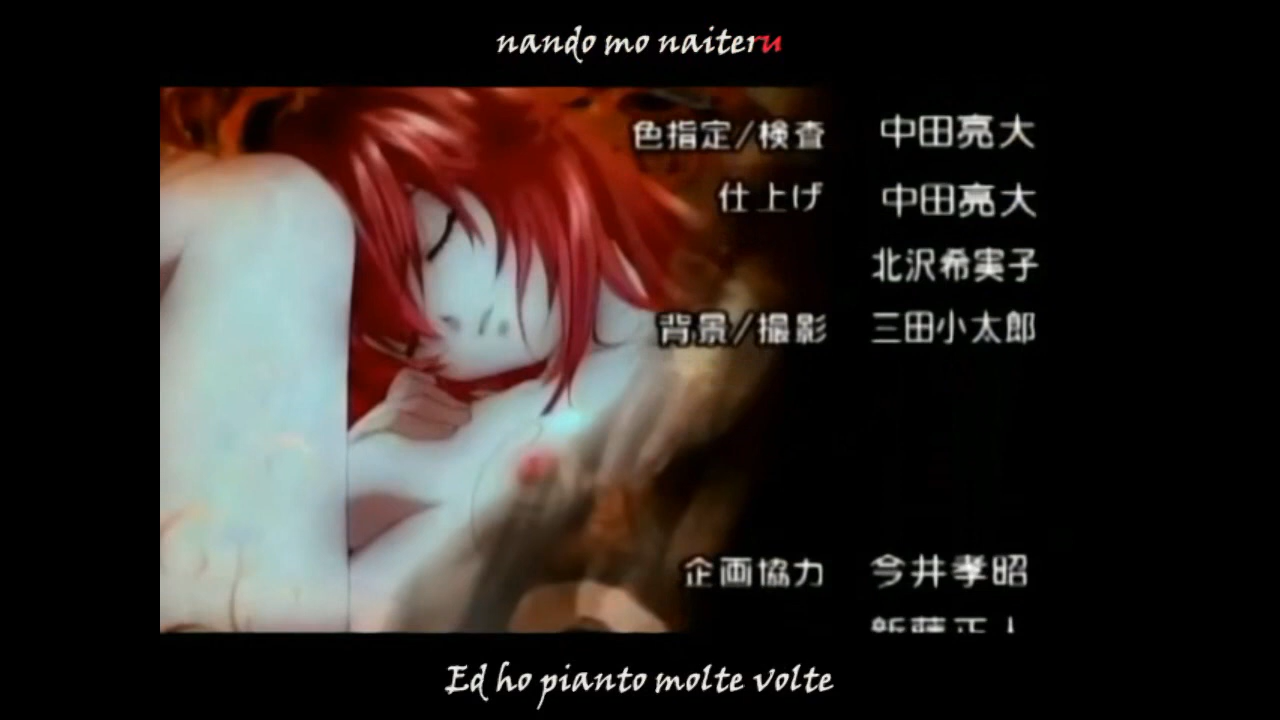 nando mo naiteru
色指定/検査 中田亮大
仕上げ 中田亮大
北沢希実子
背景/撮影 三田小太郎
企画協力 今井孝昭
Ed ho pianto molte volte